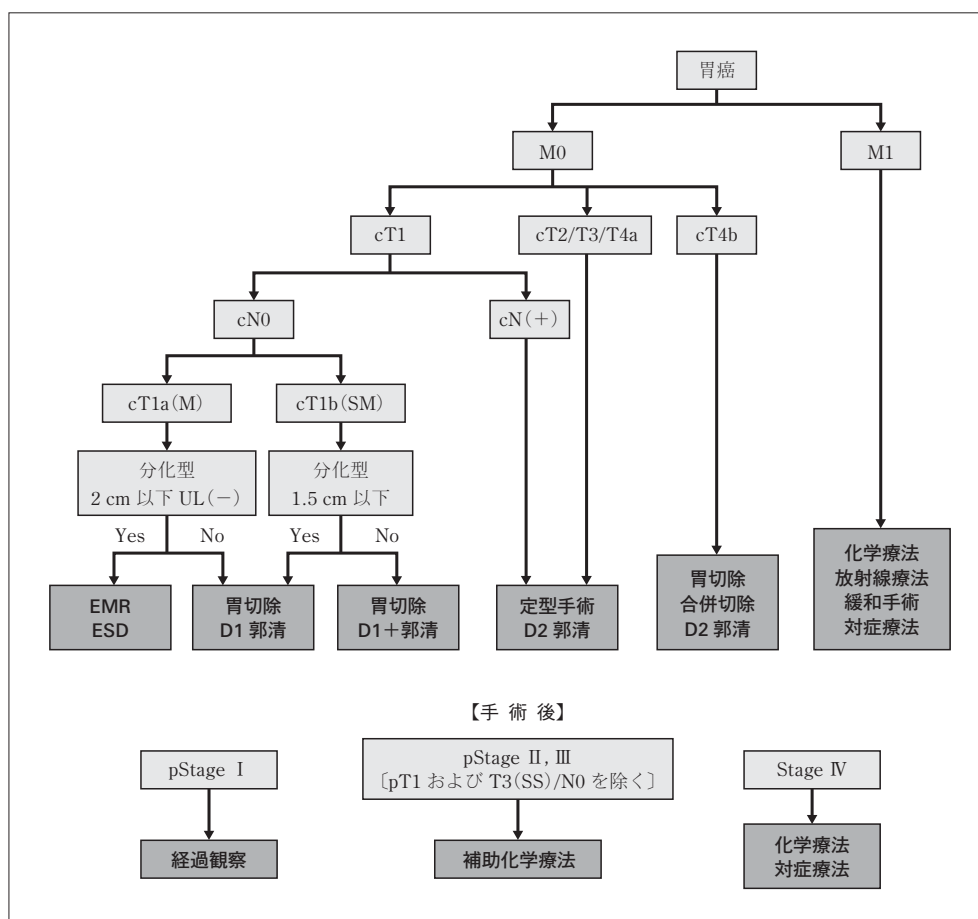 胃癌
M0
M1
cT1
cT2/T3/T4a
cT4b
cN0
cN(+)
cT1a(M)
cT1b(SM)
分化型
2 cm 以下 UL(−)
分化型
1.5 cm 以下
Yes
No
Yes
No
EMR
ESD
胃切除
D1 郭清
胃切除
D1+郭清
定型手術
D2 郭清
胃切除
合併切除
D2 郭清
化学療法
放射線療法
緩和手術
対症療法
【手 術 後】
pStage Ⅰ
pStage Ⅱ, Ⅲ
〔pT1 および T3(SS)/N0 を除く〕
Stage Ⅳ
経過観察
補助化学療法
化学療法
対症療法